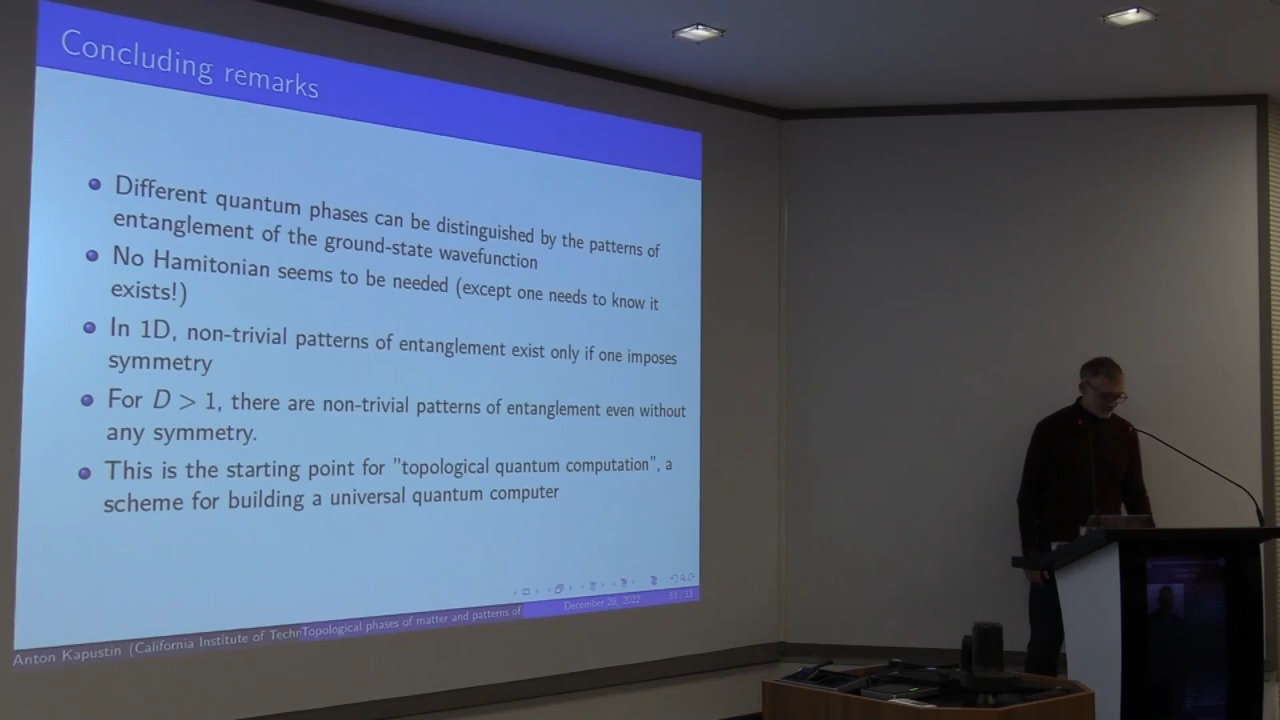 Concluding remarks
Different quantum phases can be distinguished by the patterns of
entanglement of the ground-state wavefunction
No Hamitonian seems to be needed (except one needs to know it
exists!)
In 1D, non-trivial patterns of entanglement exist only if one imposes
symmetry
For D > 1, there are non-trivial patterns of entanglement even without
any symmetry.
This is the starting point for "topological quantum computation", a
scheme for building a universal quantum computer
Anton Kapustin (California Institute of Techn Topological phases of matter and patterns of December 28, 2022 33 / 33